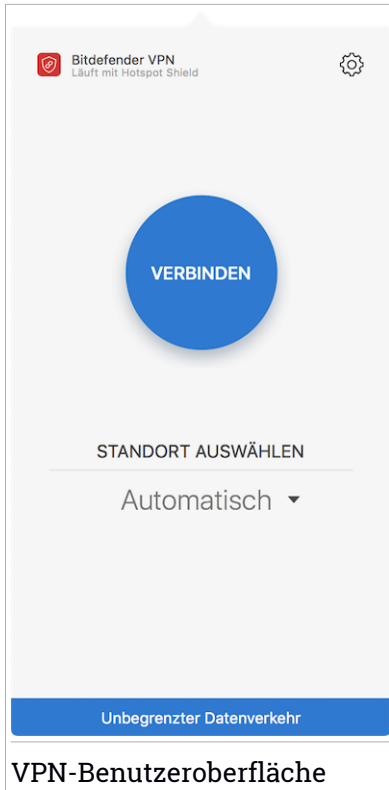 Bitdefender VPN
Läuft mit Hotspot Shield
VERBINDEN
STANDORT AUSWÄHLEN
Automatisch
Unbegrenzter Datenverkehr
VPN-Benutzeroberfläche